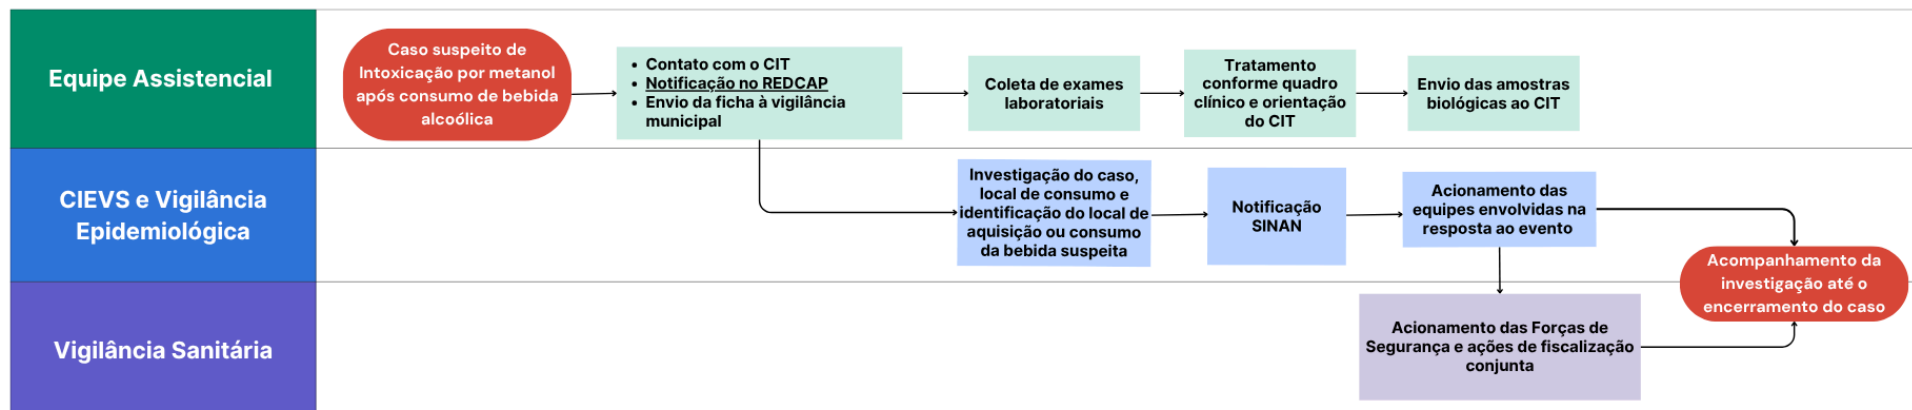 Equipe Assistencial
Caso suspeito de
Intoxicação por metanol
após consumo de bebida
alcoólica
• Contato com o CIT
• Notificação no REDCAP
• Envio da ficha à vigilância
municipal
Coleta de exames
laboratoriais
Tratamento
conforme quadro
clínico e orientação
do CIT
Envio das amostras
biológicas ao CIT
CIEVS e Vigilância
Epidemiológica
Investigação do caso,
local de consumo e
identificação do local de
aquisição ou consumo
da bebida suspeita
Notificação
SINAN
Acionamento das
equipes envolvidas na
resposta ao evento
Acompanhamento da
investigação até o
encerramento do caso
Vigilância Sanitária
Acionamento das Forças de
Segurança e ações de fiscalização
conjunta